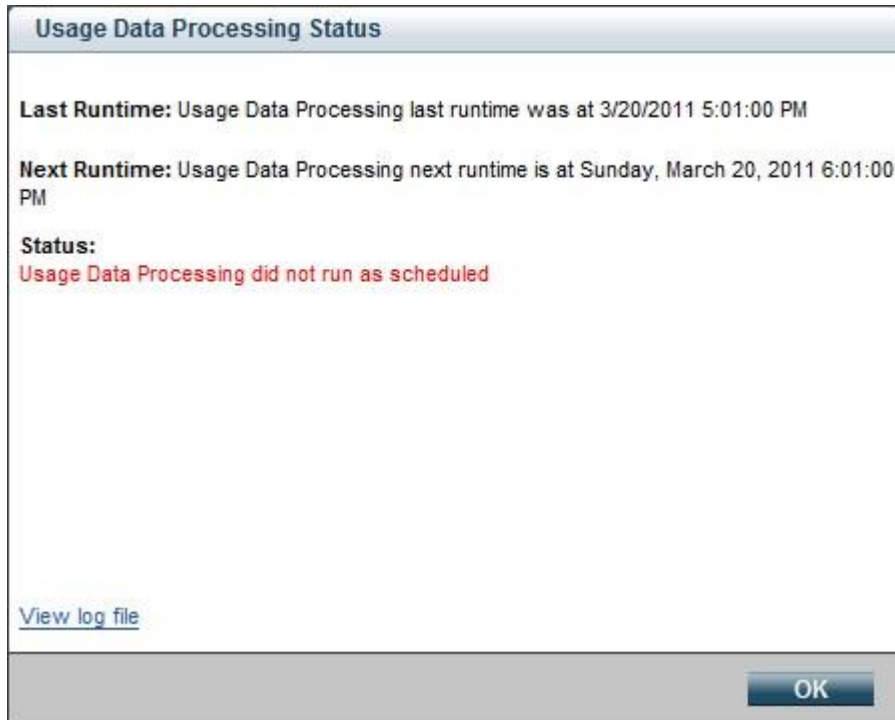 Usage Data Processing Status
Last Runtime: Usage Data Processing last runtime was at 3/20/2011 5:01:00 PM
Next Runtime: Usage Data Processing next runtime is at Sunday, March 20, 2011 6:01:00
PM
Status:
Usage Data Processing did not run as scheduled
View log file
OK